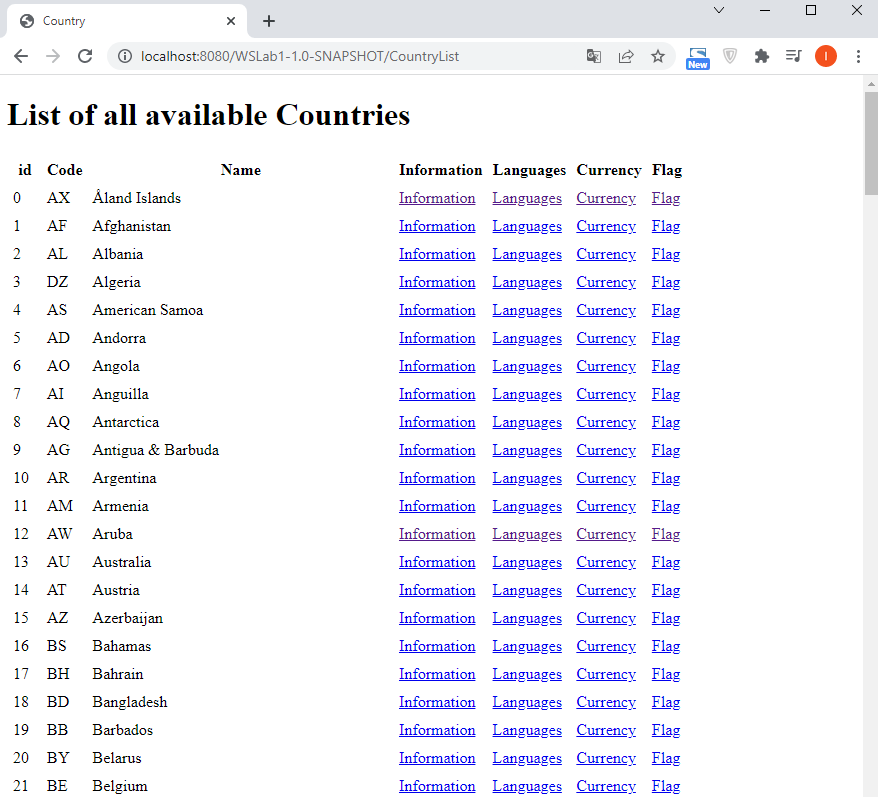 Country
localhost:8080/WSLab1-1.0-SNAPSHOT/CountryList
New
I
List of all available Countries
id Code Name Information Languages Currency Flag
0 AX Åland Islands Information Languages Currency Flag
1 AF Afghanistan Information Languages Currency Flag
2 AL Albania Information Languages Currency Flag
3 DZ Algeria Information Languages Currency Flag
4 AS American Samoa Information Languages Currency Flag
5 AD Andorra Information Languages Currency Flag
6 AO Angola Information Languages Currency Flag
7 AI Anguilla Information Languages Currency Flag
8 AQ Antarctica Information Languages Currency Flag
9 AG Antigua & Barbuda Information Languages Currency Flag
10 AR Argentina Information Languages Currency Flag
11 AM Armenia Information Languages Currency Flag
12 AW Aruba Information Languages Currency Flag
13 AU Australia Information Languages Currency Flag
14 AT Austria Information Languages Currency Flag
15 AZ Azerbaijan Information Languages Currency Flag
16 BS Bahamas Information Languages Currency Flag
17 BH Bahrain Information Languages Currency Flag
18 BD Bangladesh Information Languages Currency Flag
19 BB Barbados Information Languages Currency Flag
20 BY Belarus Information Languages Currency Flag
21 BE Belgium Information Languages Currency Flag